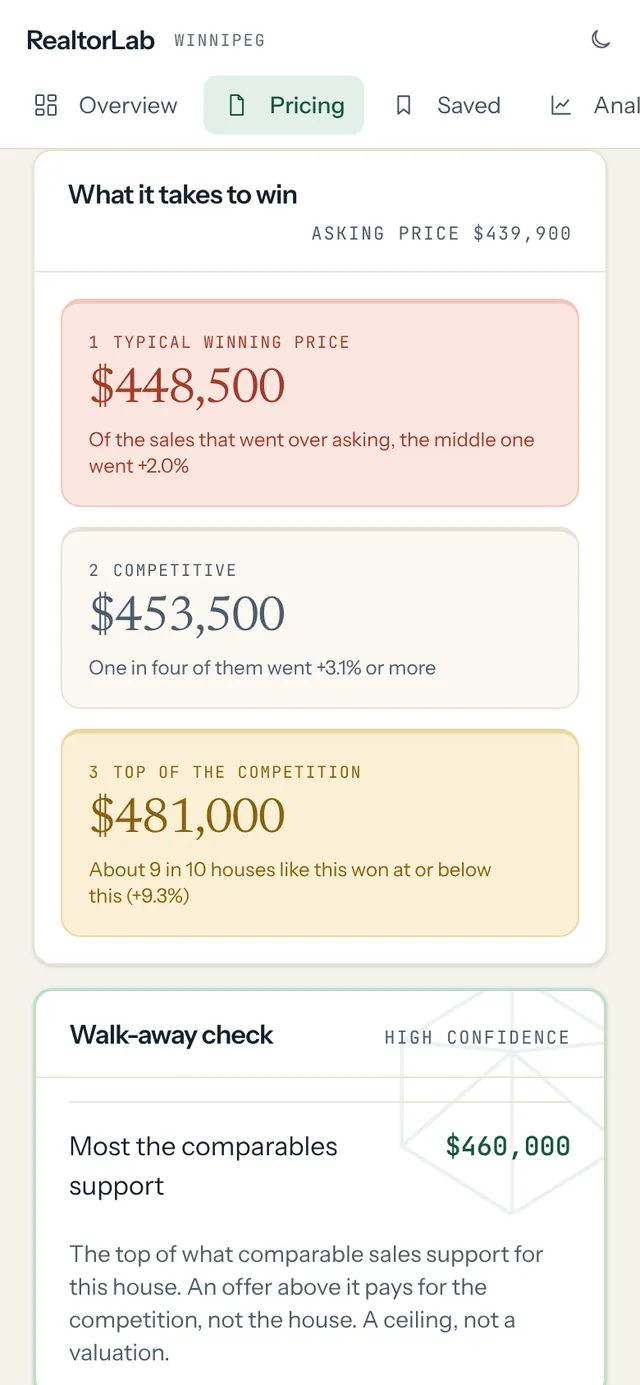 RealtorLab WINNIPEG
Overview Pricing Saved Anal
What it takes to win
ASKING PRICE $439,900
1 TYPICAL WINNING PRICE
$448,500
Of the sales that went over asking, the middle one
went +2.0%
2 COMPETITIVE
$453,500
One in four of them went +3.1% or more
3 TOP OF THE COMPETITION
$481,000
About 9 in 10 houses like this won at or below
this (+9.3%)
Walk-away check HIGH CONFIDENCE
Most the comparables $460,000
support
The top of what comparable sales support for
this house. An offer above it pays for the
competition, not the house. A ceiling, not a
valuation.